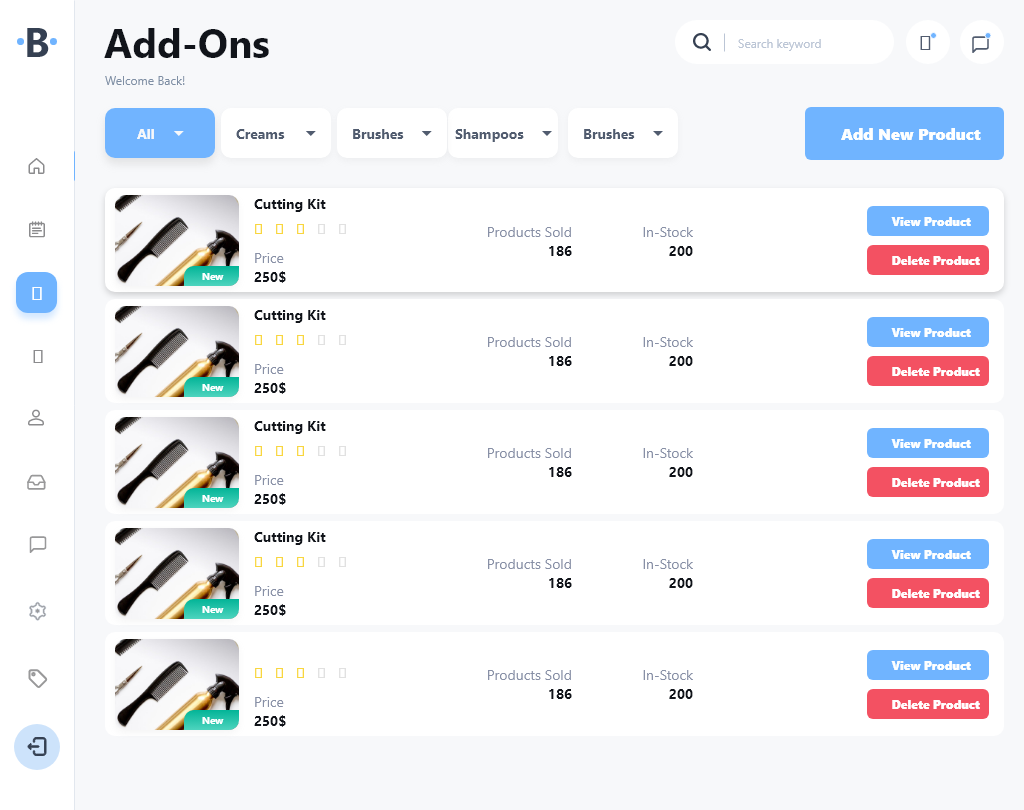 B
Add-Ons
Search keyword
Welcome Back!
All
Creams
Brushes
Shampoos
Brushes
Add New Product
Cutting Kit
Price
250$
New
Products Sold
186
In-Stock
200
View Product
Delete Product
Cutting Kit
Price
250$
New
Products Sold
186
In-Stock
200
View Product
Delete Product
Cutting Kit
Price
250$
New
Products Sold
186
In-Stock
200
View Product
Delete Product
Cutting Kit
Price
250$
New
Products Sold
186
In-Stock
200
View Product
Delete Product
Price
250$
New
Products Sold
186
In-Stock
200
View Product
Delete Product